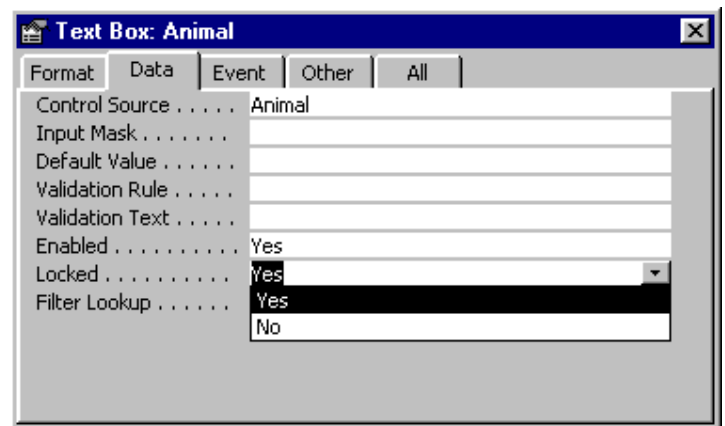 Text Box: Animal
Format Data Event Other All
Control Source . . . . . Animal
Input Mask . . . . . . .
Default Value . . . . . .
Validation Rule . . . . .
Validation Text . . . . .
Enabled . . . . . . . . . . Yes
Locked . . . . . . . . . . Yes
Filter Lookup . . . . . . Yes
No